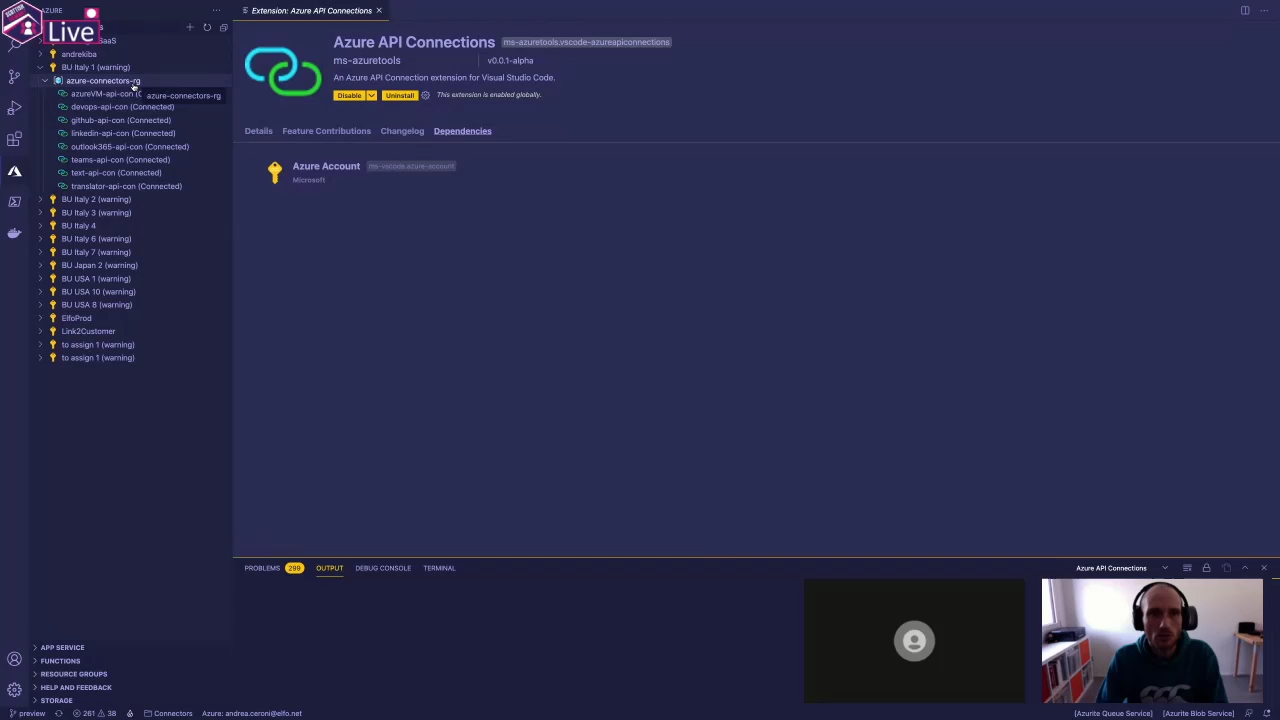 AZURE
Extension: Azure API Connections
Live
SaaS
andrekiba
BU Italy 1 (warning)
azure-connectors-rg
azureVM-api-con (C
azure-connectors-rg
devops-api-con (Connected)
github-api-con (Connected)
linkedin-api-con (Connected)
outlook365-api-con (Connected)
teams-api-con (Connected)
text-api-con (Connected)
translator-api-con (Connected)
BU Italy 2 (warning)
BU Italy 3 (warning)
BU Italy 4
BU Italy 6 (warning)
BU Italy 7 (warning)
BU Japan 2 (warning)
BU USA 1 (warning)
BU USA 10 (warning)
BU USA 8 (warning)
ElfoProd
Link2Customer
to assign 1 (warning)
to assign 1 (warning)
APP SERVICE
FUNCTIONS
RESOURCE GROUPS
HELP AND FEEDBACK
STORAGE
Azure API Connections ms-azuretools.vscode-azureapiconnections
ms-azuretools v0.0.1-alpha
An Azure API Connection extension for Visual Studio Code.
Disable Uninstall This extension is enabled globally.
Details Feature Contributions Changelog Dependencies
Azure Account ms-vscode.azure-account
Microsoft
PROBLEMS 299 OUTPUT DEBUG CONSOLE TERMINAL Azure API Connections
preview 261 38 Connectors Azure: andrea.ceroni@elfo.net [Azurite Queue Service] [Azurite Blob Service]